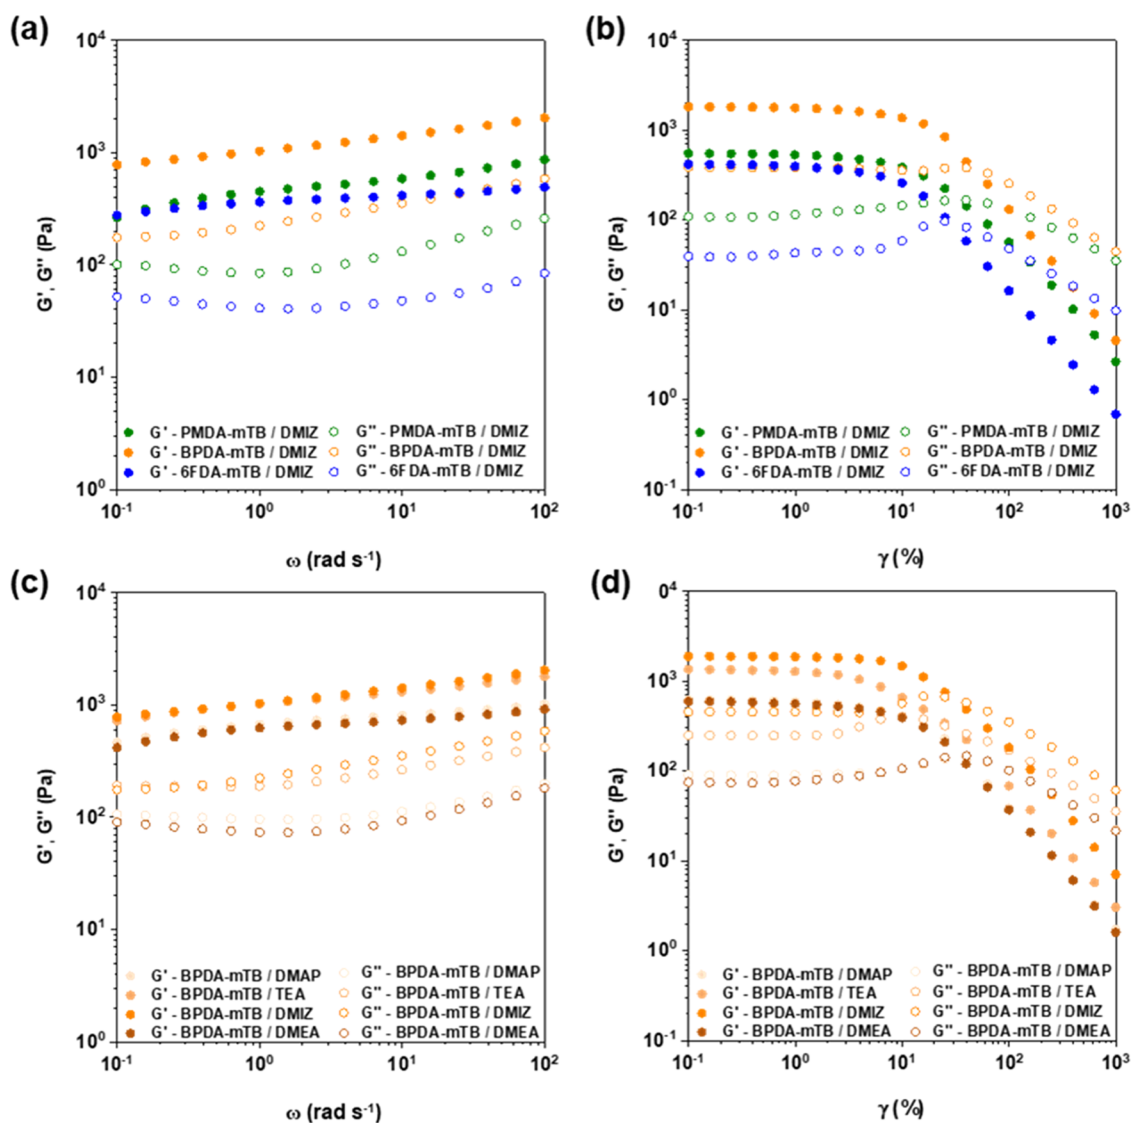 (a)
10⁴
10³
10²
10¹
10⁰
G', G'' (Pa)
G' - PMDA-mTB / DMIZ
G'' - PMDA-mTB / DMIZ
G' - BPDA-mTB / DMIZ
G'' - BPDA-mTB / DMIZ
G' - 6FDA-mTB / DMIZ
G'' - 6FDA-mTB / DMIZ
10⁻¹ 10⁰ 10¹ 10²
ω (rad s⁻¹)
(b)
10⁴
10³
10²
10¹
10⁰
10⁻¹
G', G'' (Pa)
G' - PMDA-mTB / DMIZ
G'' - PMDA-mTB / DMIZ
G' - BPDA-mTB / DMIZ
G'' - BPDA-mTB / DMIZ
G' - 6FDA-mTB / DMIZ
G'' - 6FDA-mTB / DMIZ
10⁻¹ 10⁰ 10¹ 10² 10³
γ (%)
(c)
10⁴
10³
10²
10¹
10⁰
G', G'' (Pa)
G' - BPDA-mTB / DMAP
G'' - BPDA-mTB / DMAP
G' - BPDA-mTB / TEA
G'' - BPDA-mTB / TEA
G' - BPDA-mTB / DMIZ
G'' - BPDA-mTB / DMIZ
G' - BPDA-mTB / DMEA
G'' - BPDA-mTB / DMEA
10⁻¹ 10⁰ 10¹ 10²
ω (rad s⁻¹)
(d)
0⁴
10³
10²
10¹
10⁰
10⁻¹
G', G'' (Pa)
G' - BPDA-mTB / DMAP
G'' - BPDA-mTB / DMAP
G' - BPDA-mTB / TEA
G'' - BPDA-mTB / TEA
G' - BPDA-mTB / DMIZ
G'' - BPDA-mTB / DMIZ
G' - BPDA-mTB / DMEA
G'' - BPDA-mTB / DMEA
10⁻¹ 10⁰ 10¹ 10² 10³
γ (%)